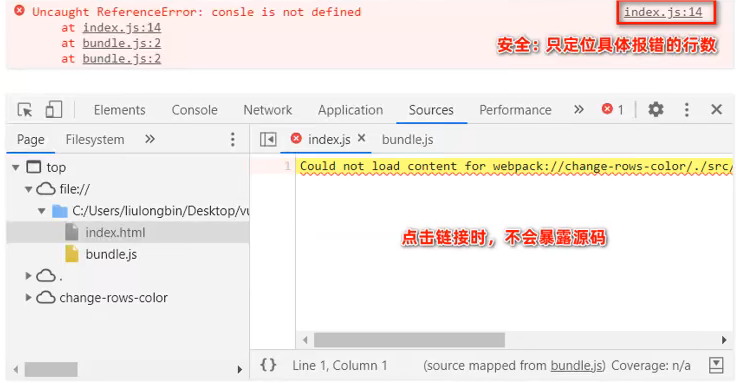 Uncaught ReferenceError: consle is not defined
index.js:14
at index.js:14
at bundle.js:2
at bundle.js:2
安全：只定位具体报错的行数
Elements Console Network Application Sources Performance » 1
Page Filesystem » index.js × bundle.js
top
file://
C:/Users/liulongbin/Desktop/vu
index.html
bundle.js
.
change-rows-color
1 Could not load content for webpack://change-rows-color/./src/
点击链接时，不会暴露源码
{} Line 1, Column 1 (source mapped from bundle.js) Coverage: n/a